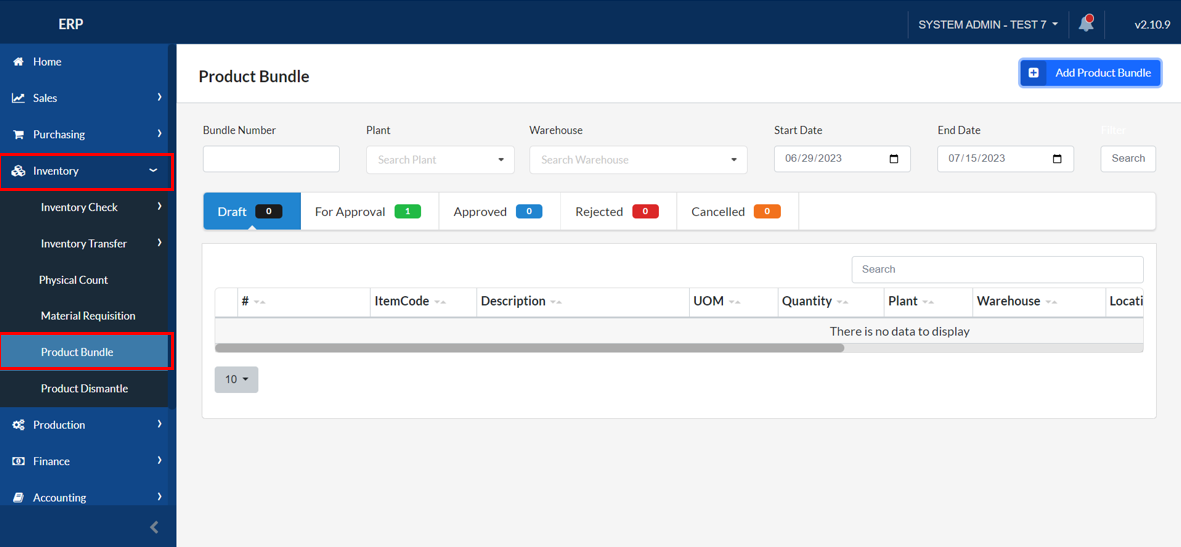 ERP
SYSTEM ADMIN - TEST 7
v2.10.9
Home
Sales
Purchasing
Inventory
Inventory Check
Inventory Transfer
Physical Count
Material Requisition
Product Bundle
Product Dismantle
Production
Finance
Accounting
Product Bundle
Add Product Bundle
Bundle Number Plant Warehouse Start Date End Date Filter
Search Plant Search Warehouse 06/29/2023 07/15/2023 Search
Draft 0 For Approval 1 Approved 0 Rejected 0 Cancelled 0
Search
# ItemCode Description UOM Quantity Plant Warehouse Locati
There is no data to display
10